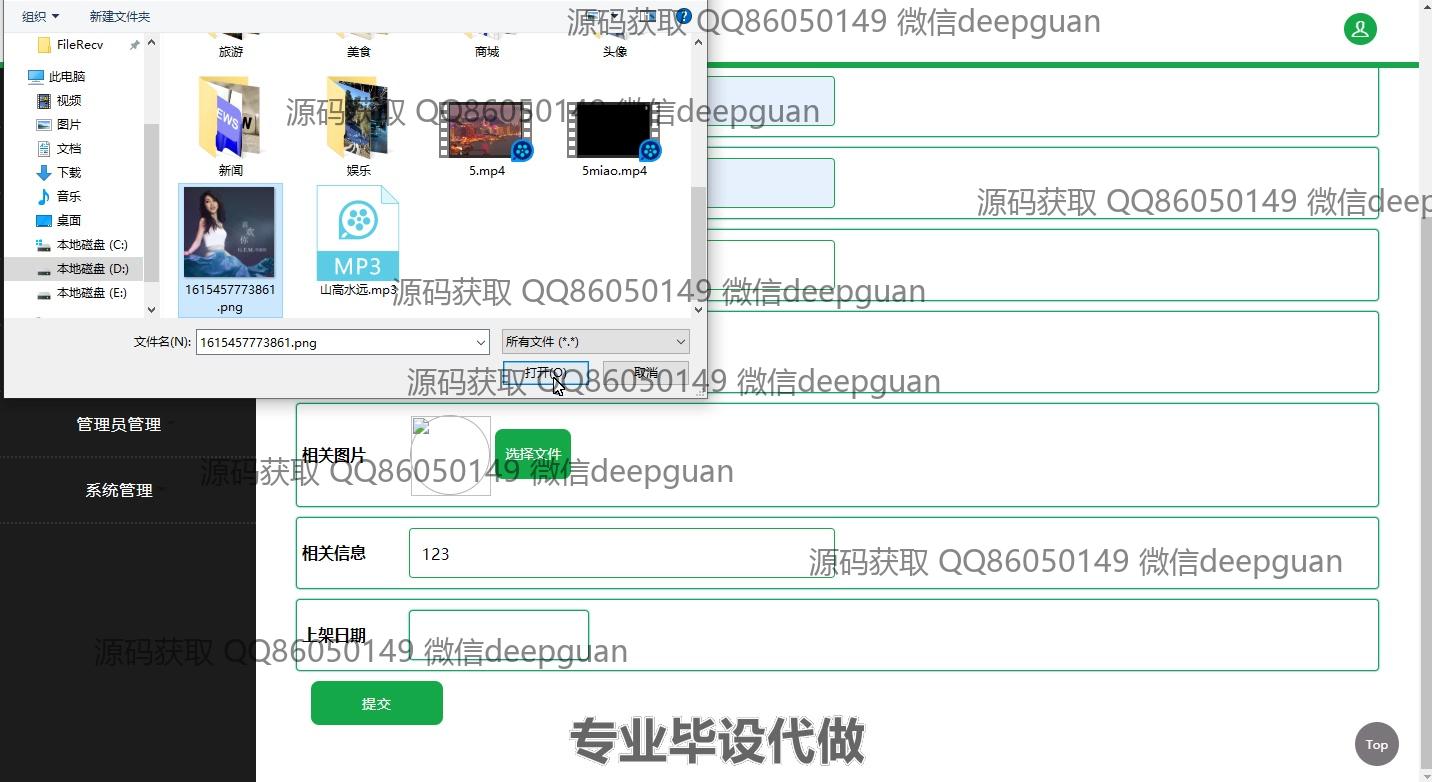 组织 新建文件夹
源码获取 QQ86050149 微信deepguan
FileRecv
旅游 美食 商城 头像
此电脑
视频
图片
文档
下载
音乐
桌面
本地磁盘 (C:)
本地磁盘 (D:)
本地磁盘 (E:)
源码获取 QQ86050149 微信deepguan
新闻 娱乐 5.mp4 5miao.mp4
源码获取 QQ86050149 微信deep
MP3
1615457773861
.png
山高水远.mp3
源码获取 QQ86050149 微信deepguan
文件名(N): 1615457773861.png 所有文件 (*.*)
打开(O) 取消
源码获取 QQ86050149 微信deepguan
管理员管理
相关图片 选择文件
源码获取 QQ86050149 微信deepguan
系统管理
相关信息 123
源码获取 QQ86050149 微信deepguan
上架日期
源码获取 QQ86050149 微信deepguan
提交
专业毕设代做
Top